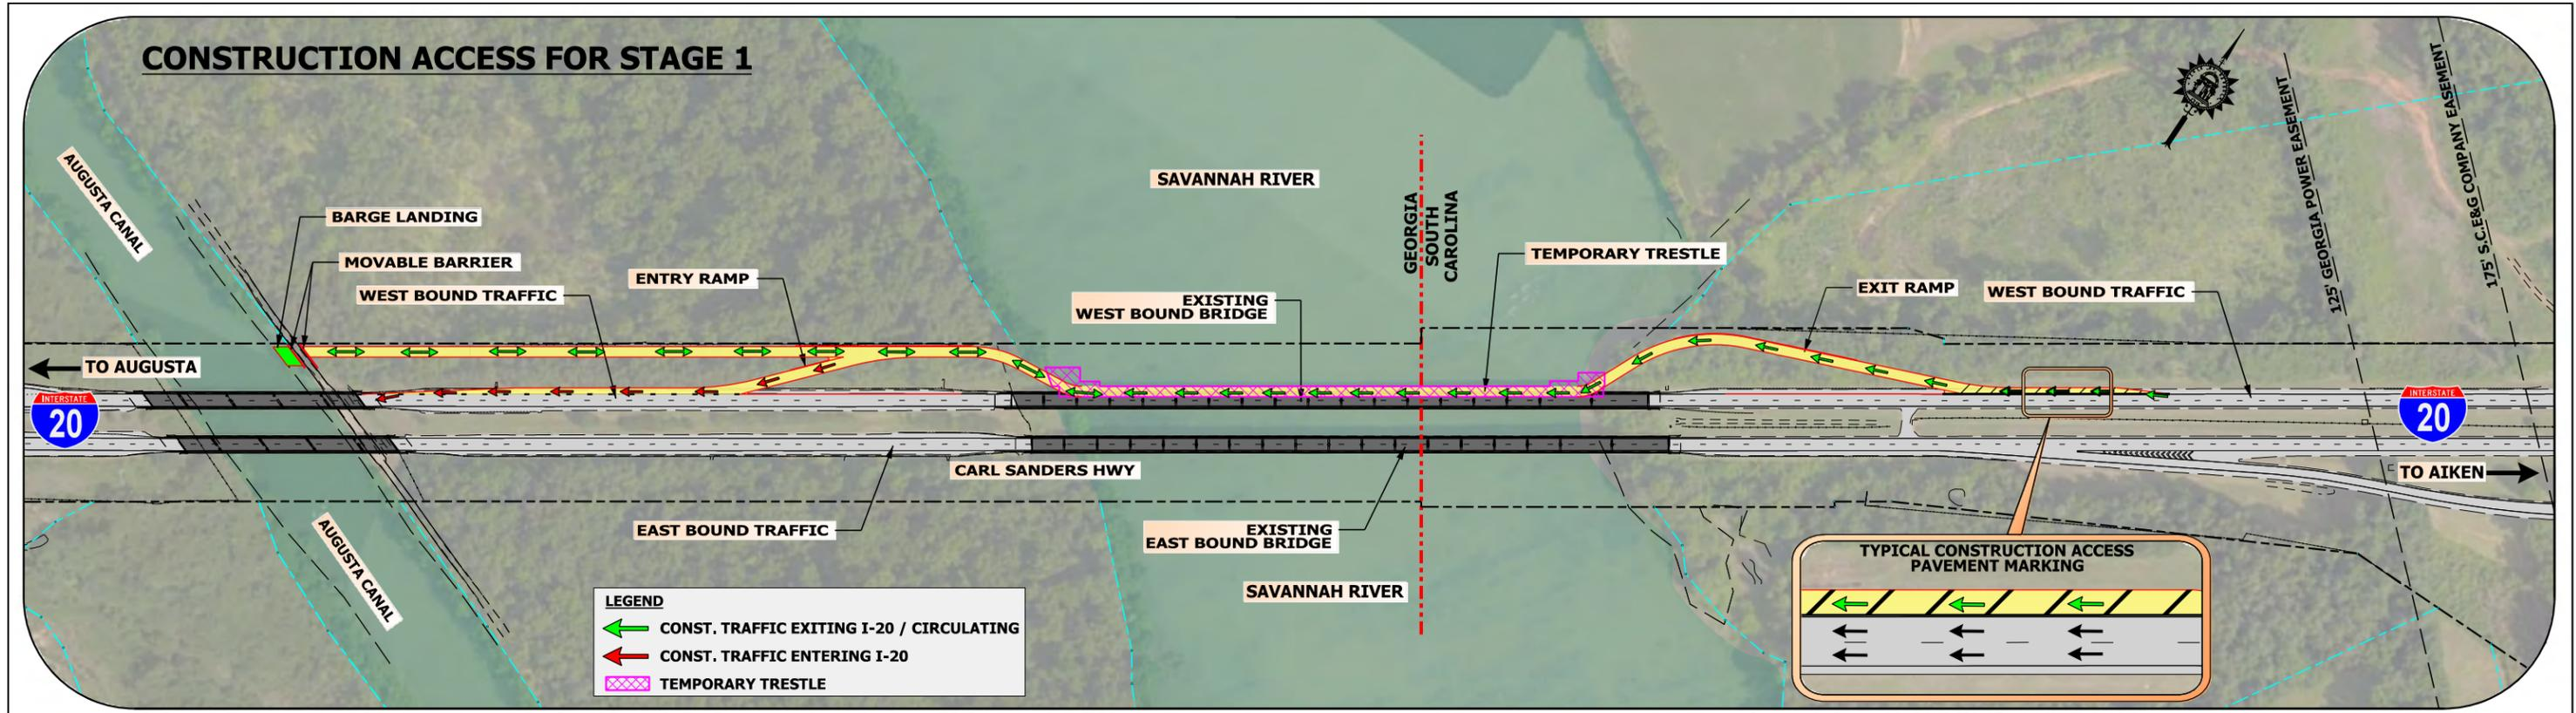 CONSTRUCTION ACCESS FOR STAGE 1
AUGUSTA CANAL
BARGE LANDING
MOVABLE BARRIER
WEST BOUND TRAFFIC
ENTRY RAMP
SAVANNAH RIVER
EXISTING
WEST BOUND BRIDGE
GEORGIA
SOUTH
CAROLINA
TEMPORARY TRESTLE
EXIT RAMP
WEST BOUND TRAFFIC
125' GEORGIA POWER EASEMENT
175' S.C.E&G COMPANY EASEMENT
TO AUGUSTA
INTERSTATE
20
INTERSTATE
20
TO AIKEN
CARL SANDERS HWY
EAST BOUND TRAFFIC
EXISTING
EAST BOUND BRIDGE
SAVANNAH RIVER
AUGUSTA CANAL
LEGEND
CONST. TRAFFIC EXITING I-20 / CIRCULATING
CONST. TRAFFIC ENTERING I-20
TEMPORARY TRESTLE
TYPICAL CONSTRUCTION ACCESS
PAVEMENT MARKING